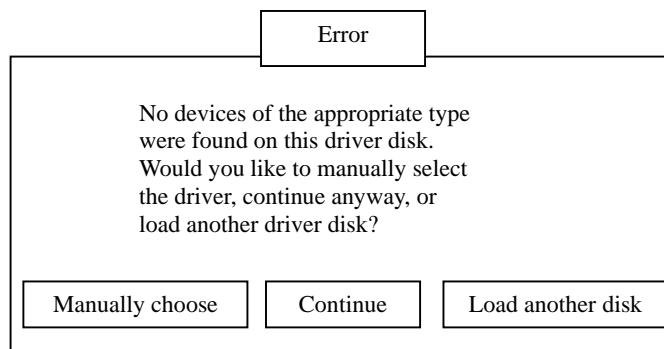 Error
No devices of the appropriate type
were found on this driver disk.
Would you like to manually select
the driver, continue anyway, or
load another driver disk?
Manually choose
Continue
Load another disk